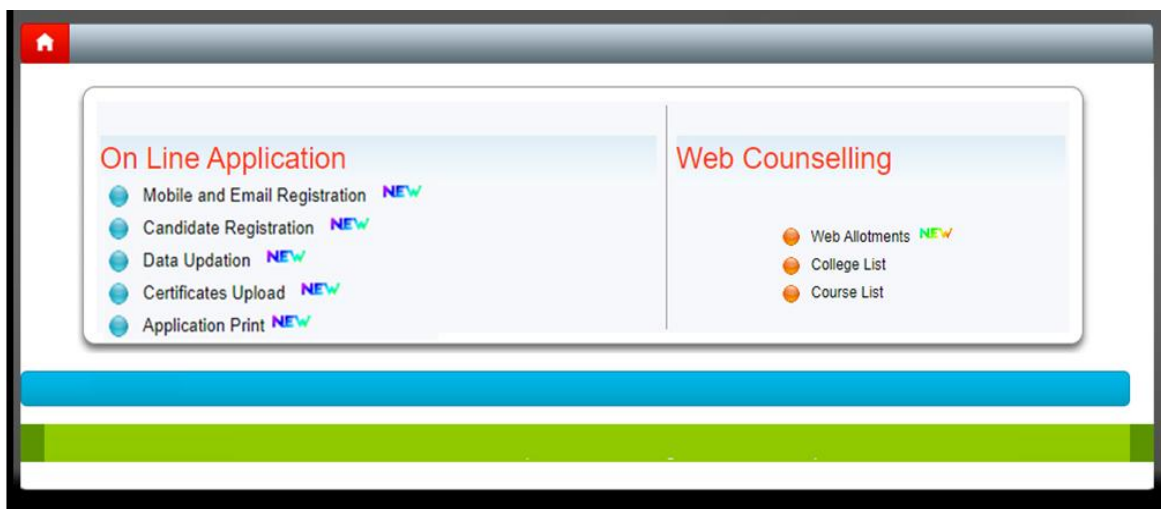 On Line Application
Mobile and Email Registration NEW
Candidate Registration NEW
Data Updation NEW
Certificates Upload NEW
Application Print NEW
Web Counselling
Web Allotments NEW
College List
Course List